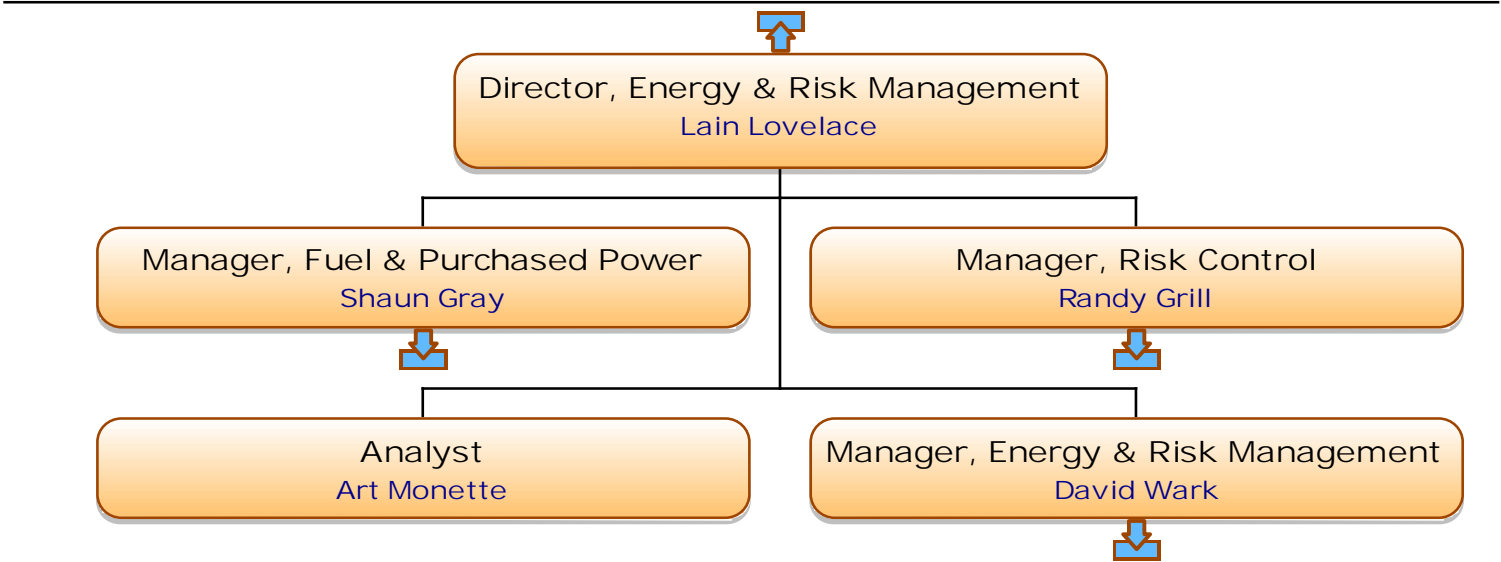 Director, Energy & Risk Management
Lain Lovelace
Manager, Fuel & Purchased Power
Shaun Gray
Manager, Risk Control
Randy Grill
Analyst
Art Monette
Manager, Energy & Risk Management
David Wark